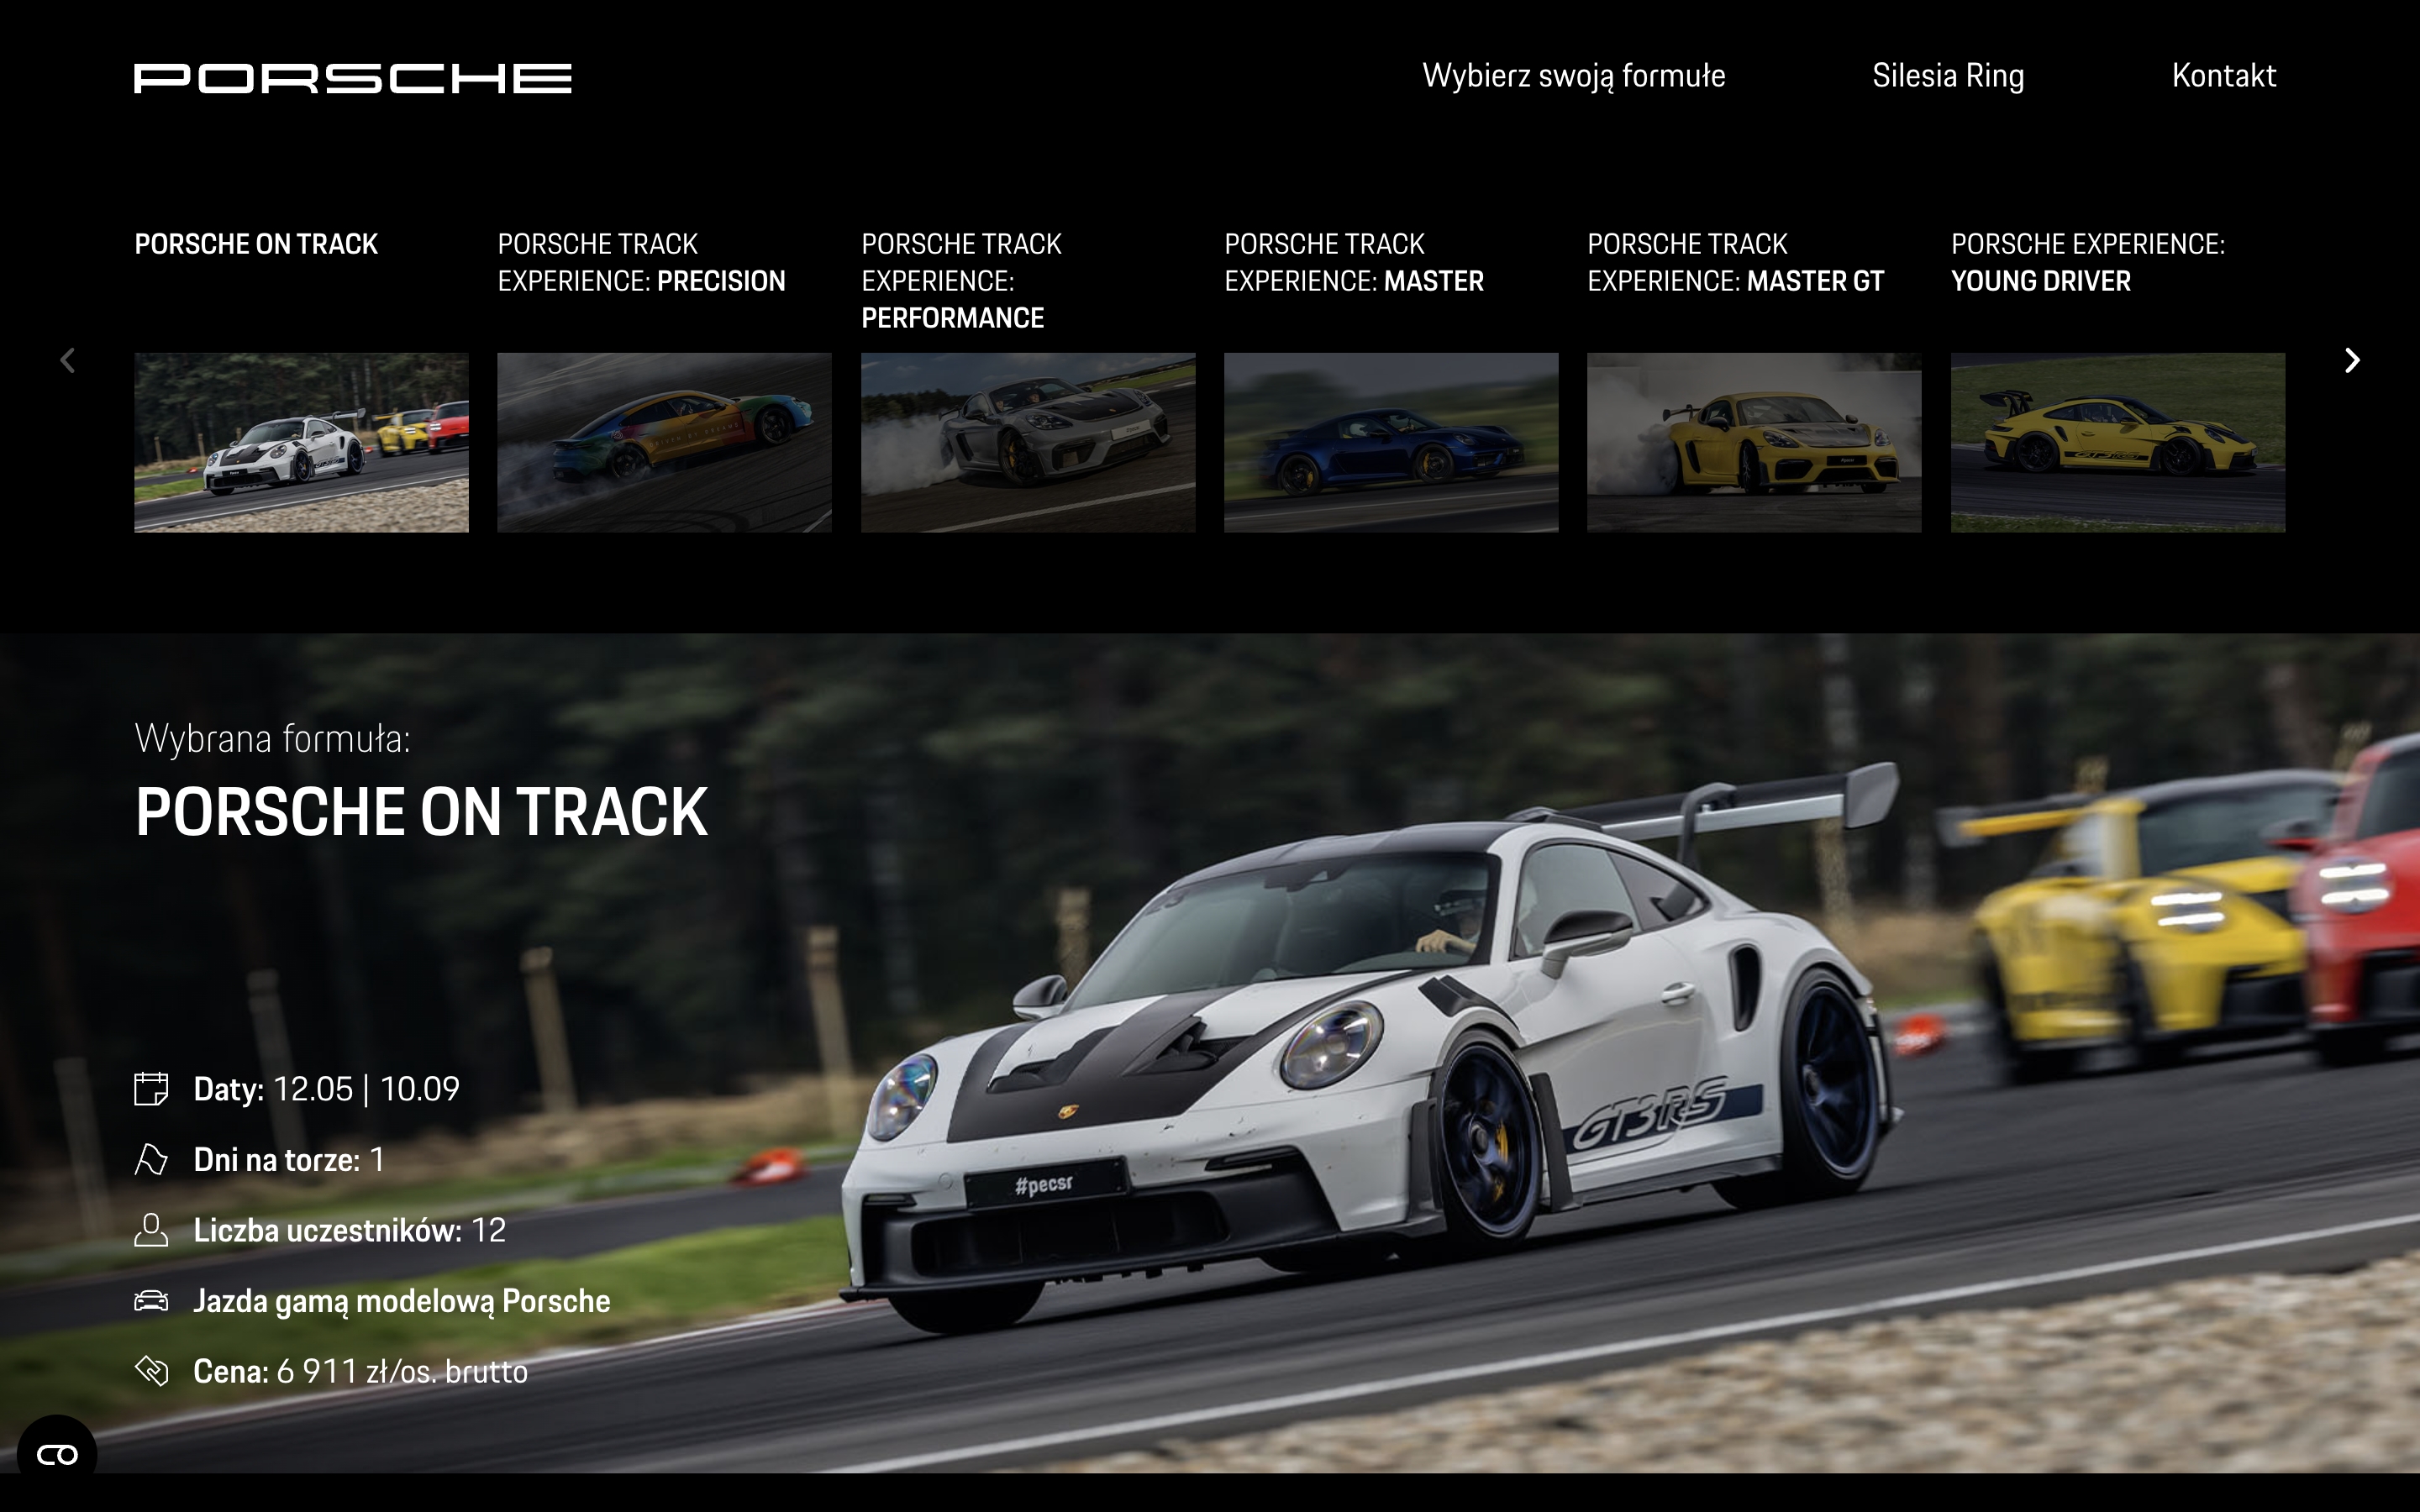 PORSCHE
Wybierz swoją formułe
Silesia Ring
Kontakt
PORSCHE ON TRACK
PORSCHE TRACK
EXPERIENCE: PRECISION
PORSCHE TRACK
EXPERIENCE:
PERFORMANCE
PORSCHE TRACK
EXPERIENCE: MASTER
PORSCHE TRACK
EXPERIENCE: MASTER GT
PORSCHE EXPERIENCE:
YOUNG DRIVER
Wybrana formuła:
PORSCHE ON TRACK
Daty: 12.05 | 10.09
Dni na torze: 1
Liczba uczestników: 12
Jazda gamą modelową Porsche
Cena: 6 911 zł/os. brutto
#pecsr
GT3RS